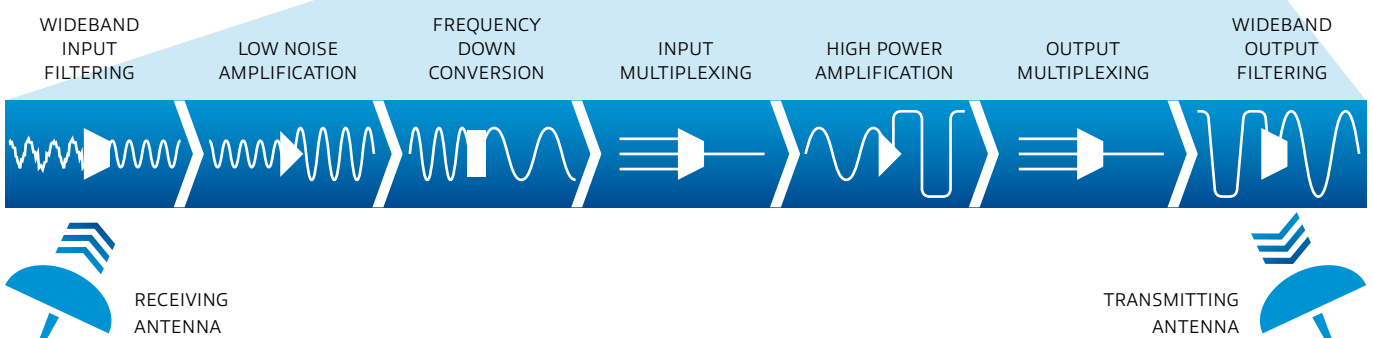 WIDEBAND
INPUT
FILTERING
LOW NOISE
AMPLIFICATION
FREQUENCY
DOWN
CONVERSION
INPUT
MULTIPLEXING
HIGH POWER
AMPLIFICATION
OUTPUT
MULTIPLEXING
WIDEBAND
OUTPUT
FILTERING
RECEIVING
ANTENNA
TRANSMITTING
ANTENNA